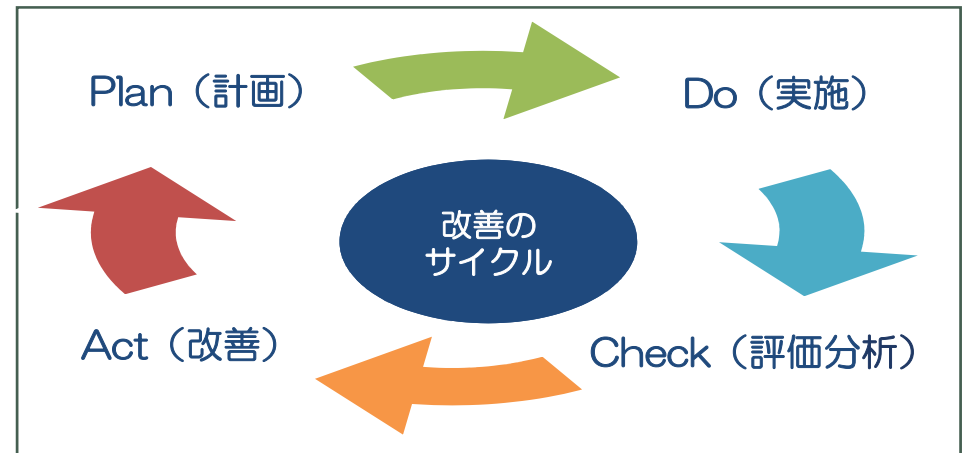 Plan（計画）
Do（実施）
改善の
サイクル
Act（改善）
Check（評価分析）